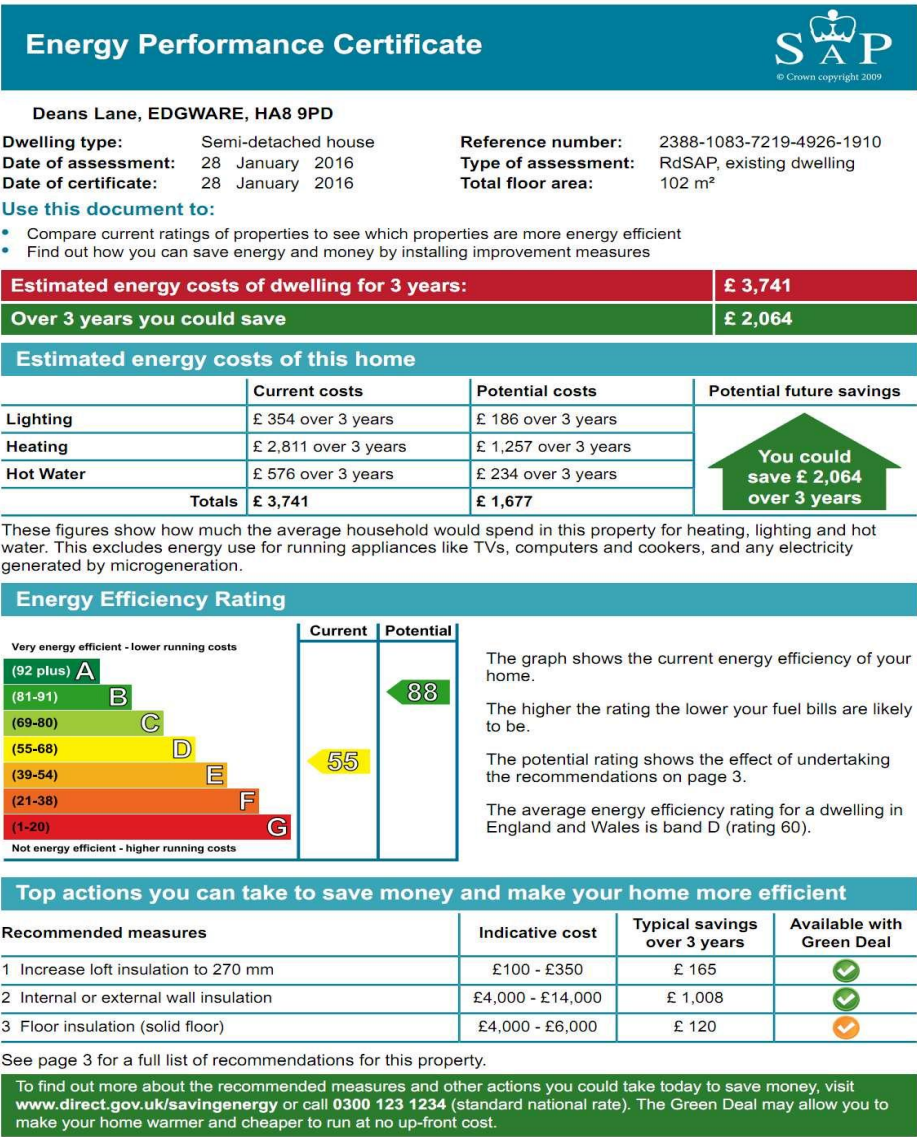 Energy Performance Certificate
SAP
© Crown copyright 2009
Deans Lane, EDGWARE, HA8 9PD
Dwelling type: Semi-detached house Reference number: 2388-1083-7219-4926-1910
Date of assessment: 28 January 2016 Type of assessment: RdSAP, existing dwelling
Date of certificate: 28 January 2016 Total floor area: 102 m²
Use this document to:
• Compare current ratings of properties to see which properties are more energy efficient
• Find out how you can save energy and money by installing improvement measures
Estimated energy costs of dwelling for 3 years: £ 3,741
Over 3 years you could save £ 2,064
Estimated energy costs of this home
Current costs Potential costs Potential future savings
Lighting £ 354 over 3 years £ 186 over 3 years
Heating £ 2,811 over 3 years £ 1,257 over 3 years
Hot Water £ 576 over 3 years £ 234 over 3 years
Totals £ 3,741 £ 1,677
You could
save £ 2,064
over 3 years
These figures show how much the average household would spend in this property for heating, lighting and hot
water. This excludes energy use for running appliances like TVs, computers and cookers, and any electricity
generated by microgeneration.
Energy Efficiency Rating
Current Potential
Very energy efficient - lower running costs
(92 plus) A
(81-91) B
(69-80) C
(55-68) D
(39-54) E
(21-38) F
(1-20) G
Not energy efficient - higher running costs
88
55
The graph shows the current energy efficiency of your
home.
The higher the rating the lower your fuel bills are likely
to be.
The potential rating shows the effect of undertaking
the recommendations on page 3.
The average energy efficiency rating for a dwelling in
England and Wales is band D (rating 60).
Top actions you can take to save money and make your home more efficient
Recommended measures Indicative cost Typical savings over 3 years Available with Green Deal
1 Increase loft insulation to 270 mm £100 - £350 £ 165
2 Internal or external wall insulation £4,000 - £14,000 £ 1,008
3 Floor insulation (solid floor) £4,000 - £6,000 £ 120
See page 3 for a full list of recommendations for this property.
To find out more about the recommended measures and other actions you could take today to save money, visit
www.direct.gov.uk/savingenergy or call 0300 123 1234 (standard national rate). The Green Deal may allow you to
make your home warmer and cheaper to run at no up-front cost.